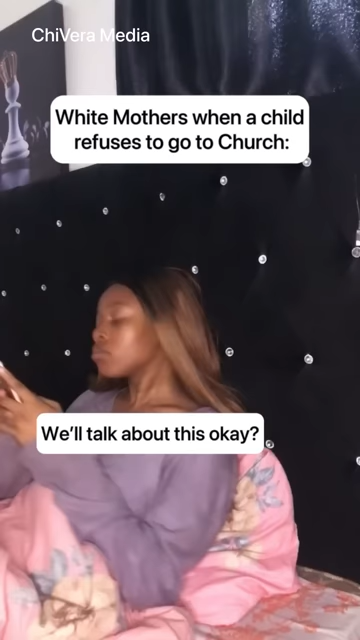 ChiVera Media
White Mothers when a child
refuses to go to Church:
We'll talk about this okay?